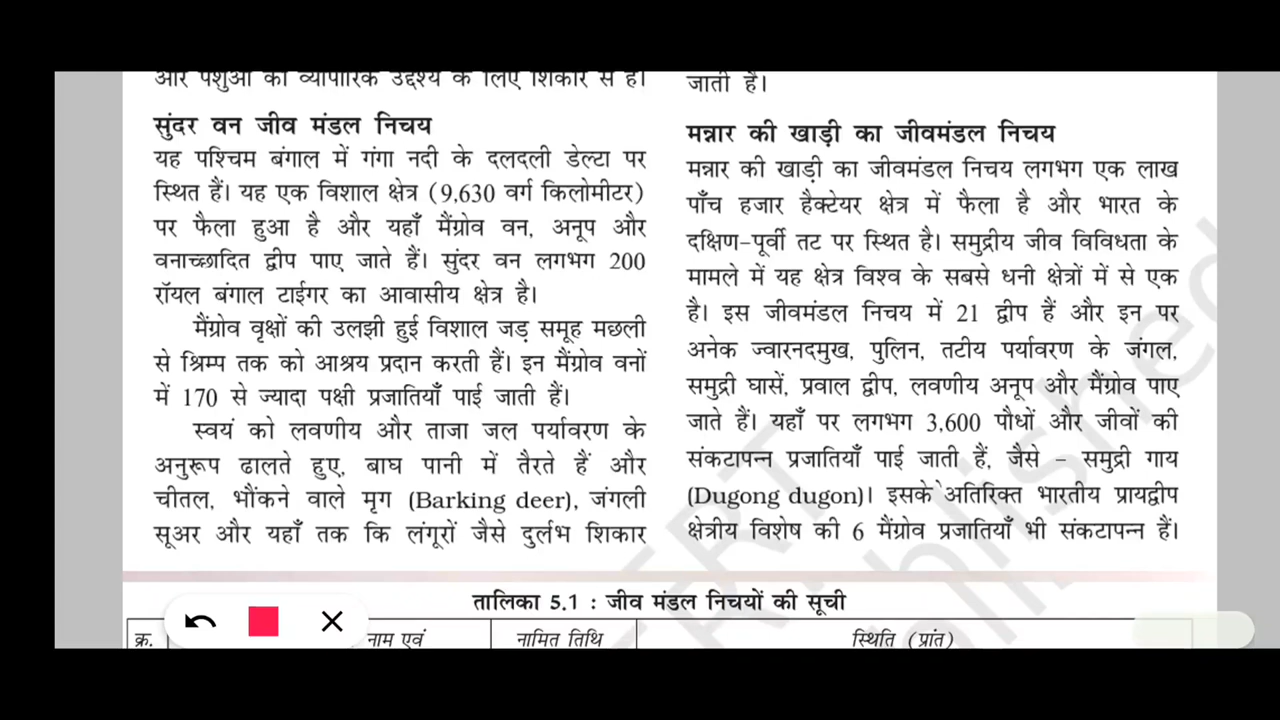 और पशुओं का व्यापारिक उद्देश्य के लिए शिकार से है।
सुंदर वन जीव मंडल निचय
यह पश्चिम बंगाल में गंगा नदी के दलदली डेल्टा पर
स्थित हैं। यह एक विशाल क्षेत्र (9,630 वर्ग किलोमीटर)
पर फैला हुआ है और यहाँ मैंग्रोव वन, अनूप और
वनाच्छादित द्वीप पाए जाते हैं। सुंदर वन लगभग 200
रॉयल बंगाल टाईगर का आवासीय क्षेत्र है।
मैंग्रोव वृक्षों की उलझी हुई विशाल जड़ समूह मछली
से श्रिम्प तक को आश्रय प्रदान करती हैं। इन मैंग्रोव वनों
में 170 से ज्यादा पक्षी प्रजातियाँ पाई जाती हैं।
स्वयं को लवणीय और ताजा जल पर्यावरण के
अनुरूप ढालते हुए, बाघ पानी में तैरते हैं और
चीतल, भौंकने वाले मृग (Barking deer), जंगली
सूअर और यहाँ तक कि लंगूरों जैसे दुर्लभ शिकार
जाती है।
मन्नार की खाड़ी का जीवमंडल निचय
मन्नार की खाड़ी का जीवमंडल निचय लगभग एक लाख
पाँच हजार हैक्टेयर क्षेत्र में फैला है और भारत के
दक्षिण-पूर्वी तट पर स्थित है। समुद्रीय जीव विविधता के
मामले में यह क्षेत्र विश्व के सबसे धनी क्षेत्रों में से एक
है। इस जीवमंडल निचय में 21 द्वीप हैं और इन पर
अनेक ज्वारनदमुख, पुलिन, तटीय पर्यावरण के जंगल,
समुद्री घासें, प्रवाल द्वीप, लवणीय अनूप और मैंग्रोव पाए
जाते हैं। यहाँ पर लगभग 3,600 पौधों और जीवों की
संकटापन्न प्रजातियाँ पाई जाती हैं, जैसे - समुद्री गाय
(Dugong dugon)। इसके अतिरिक्त भारतीय प्रायद्वीप
क्षेत्रीय विशेष की 6 मैंग्रोव प्रजातियाँ भी संकटापन्न हैं।
तालिका 5.1 : जीव मंडल निचयों की सूची
क्र. नाम एवं नामित तिथि स्थिति (प्रांत)